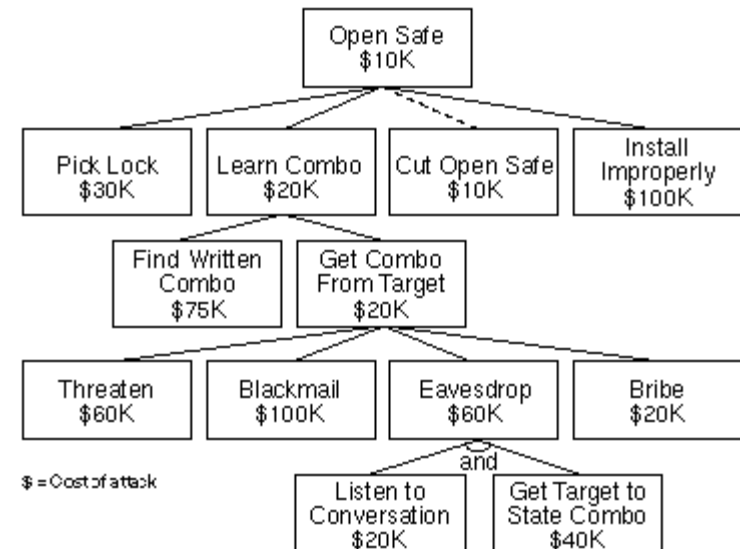 Open Safe
$10K
Pick Lock
$30K
Learn Combo
$20K
Cut Open Safe
$10K
Install
Improperly
$100K
Find Written
Combo
$75K
Get Combo
From Target
$20K
Threaten
$60K
Blackmail
$100K
Eavesdrop
$60K
Bribe
$20K
and
$ = Cost of attack
Listen to
Conversation
$20K
Get Target to
State Combo
$40K